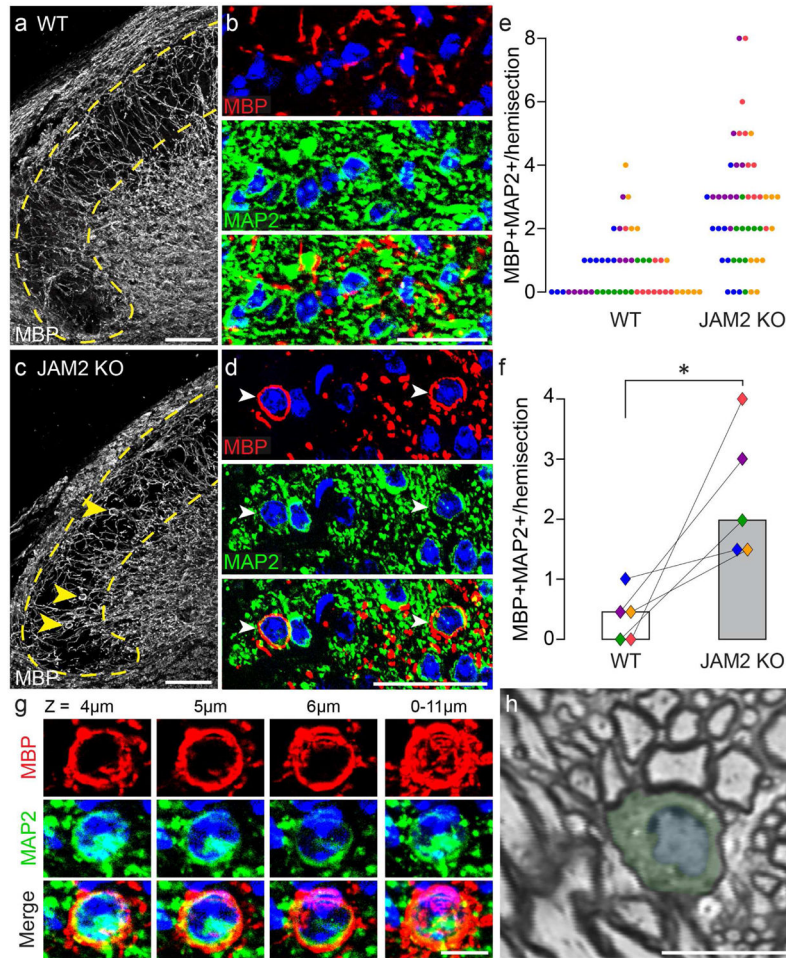 a WT
MBP
b
MBP
MAP2
c JAM2 KO
MBP
d
MBP
MAP2
e
MBP+MAP2+/hemisection
8
6
4
2
0
WT
JAM2 KO
f
MBP+MAP2+/hemisection
*
4
3
2
1
0
WT
JAM2 KO
g
Z = 4μm
5μm
6μm
0-11μm
MBP
MAP2
Merge
h